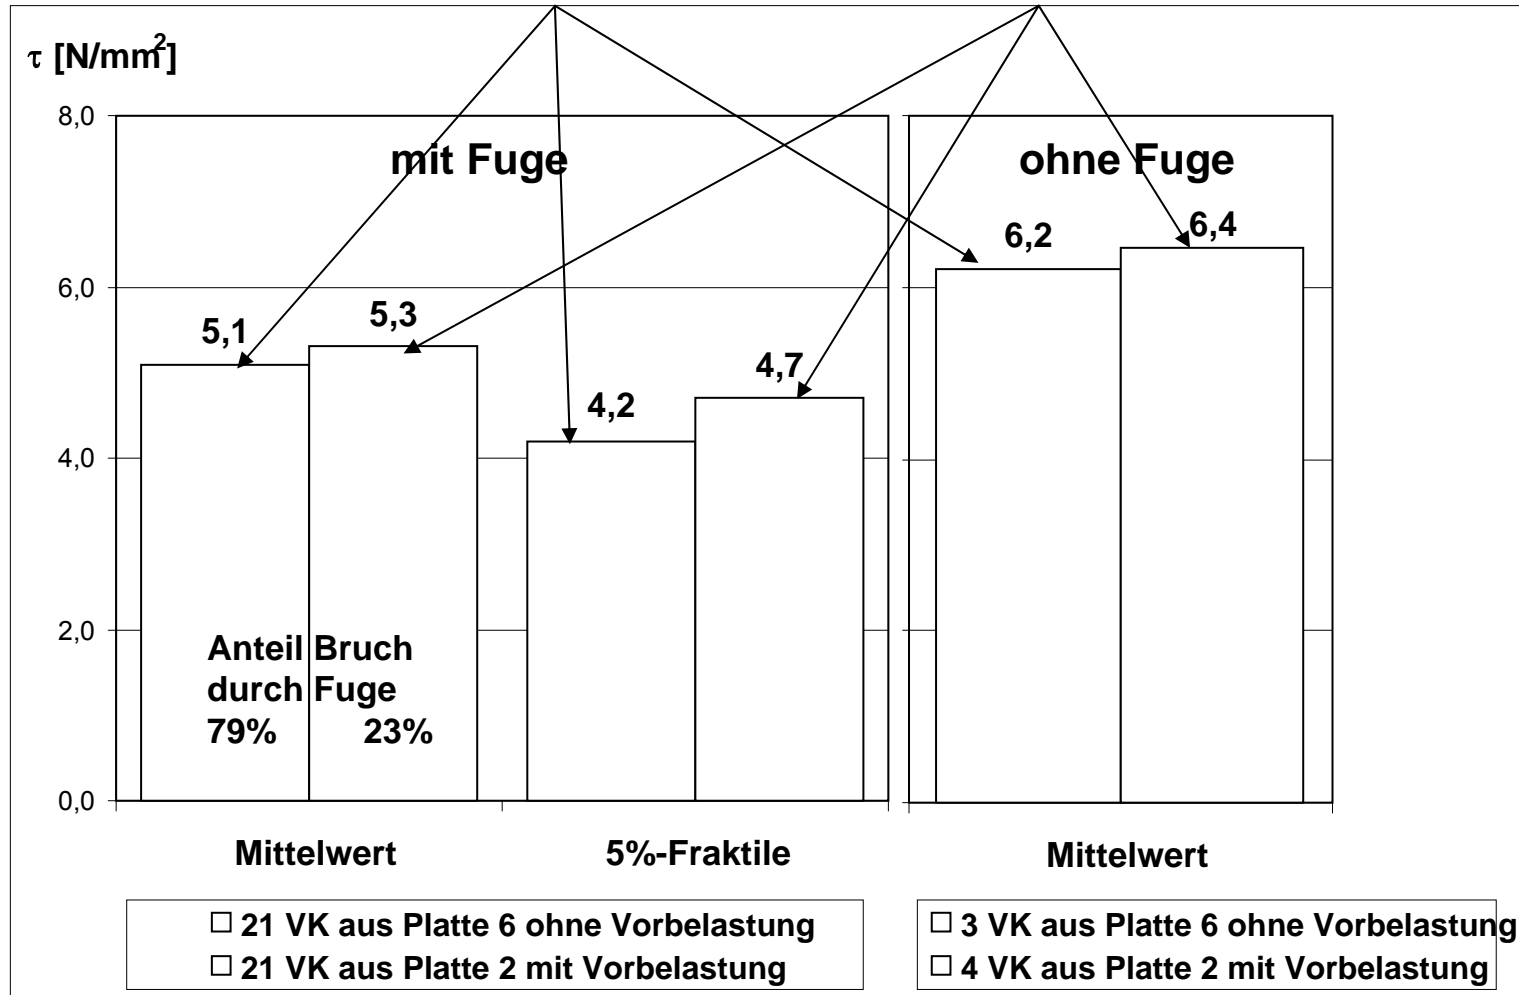 τ [N/mm²]
8,0
mit Fuge
ohne Fuge
6,2
6,4
6,0
5,1
5,3
4,2
4,7
4,0
2,0
Anteil Bruch
durch Fuge
79% 23%
0,0
Mittelwert
5%-Fraktile
Mittelwert
21 VK aus Platte 6 ohne Vorbelastung
21 VK aus Platte 2 mit Vorbelastung
3 VK aus Platte 6 ohne Vorbelastung
4 VK aus Platte 2 mit Vorbelastung